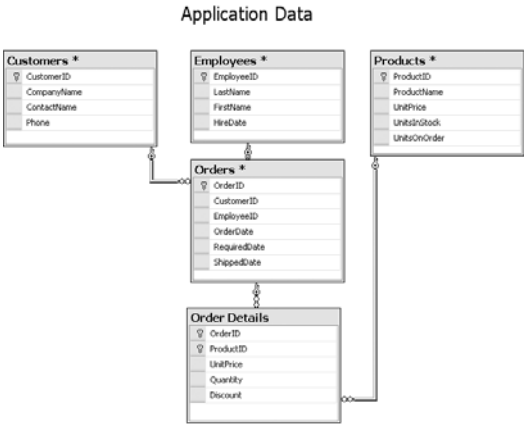 Application Data
Customers *
CustomerID
CompanyName
ContactName
Phone
Employees *
EmployeeID
LastName
FirstName
HireDate
Products *
ProductID
ProductName
UnitPrice
UnitsInStock
UnitsOnOrder
Orders *
OrderID
CustomerID
EmployeeID
OrderDate
RequiredDate
ShippedDate
Order Details
OrderID
ProductID
UnitPrice
Quantity
Discount